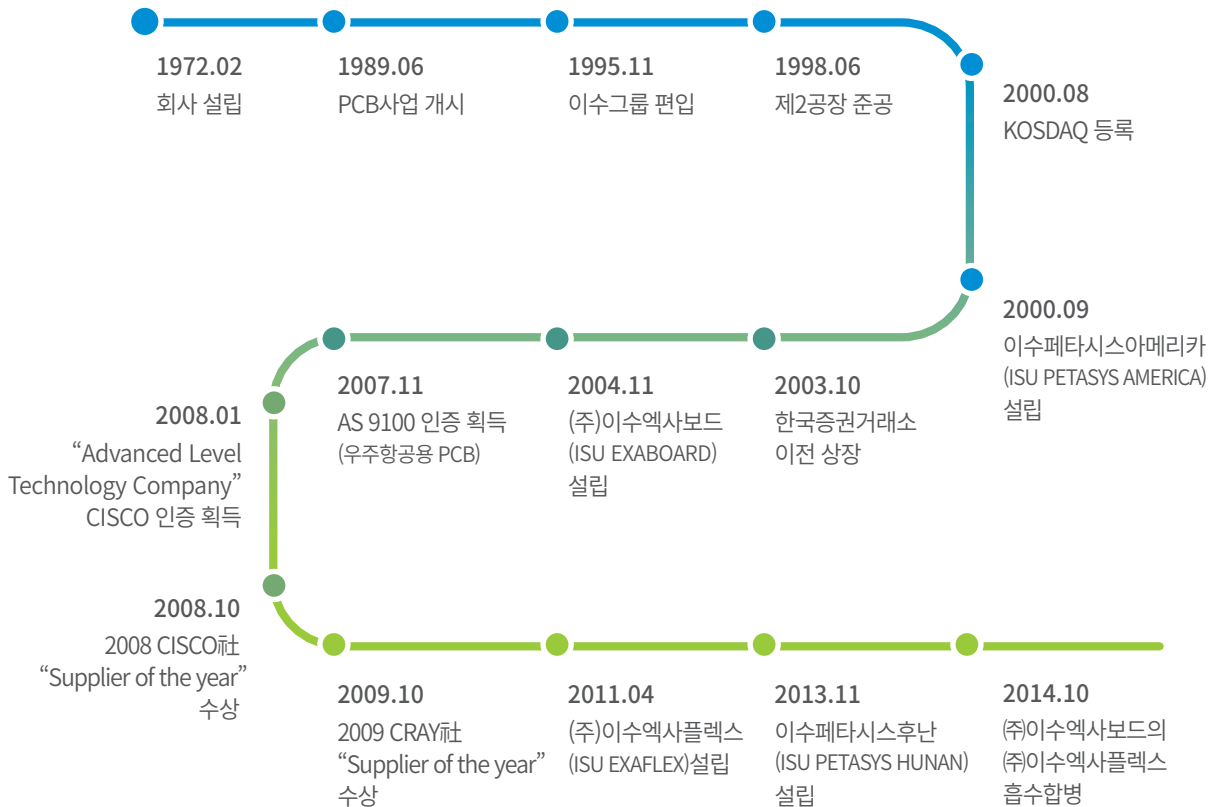 1972.02
회사 설립
1989.06
PCB사업 개시
1995.11
이수그룹 편입
1998.06
제2공장 준공
2000.08
KOSDAQ 등록
2000.09
이수페타시스아메리카
(ISU PETASYS AMERICA)
설립
2003.10
한국증권거래소
이전 상장
2004.11
(주)이수엑사보드
(ISU EXABOARD)
설립
2007.11
AS 9100 인증 획득
(우주항공용 PCB)
2008.01
“Advanced Level
Technology Company”
CISCO 인증 획득
2008.10
2008 CISCO社
“Supplier of the year”
수상
2009.10
2009 CRAY社
“Supplier of the year”
수상
2011.04
(주)이수엑사플렉스
(ISU EXAFLEX)설립
2013.11
이수페타시스후난
(ISU PETASYS HUNAN)
설립
2014.10
㈜이수엑사보드의
㈜이수엑사플렉스
흡수합병